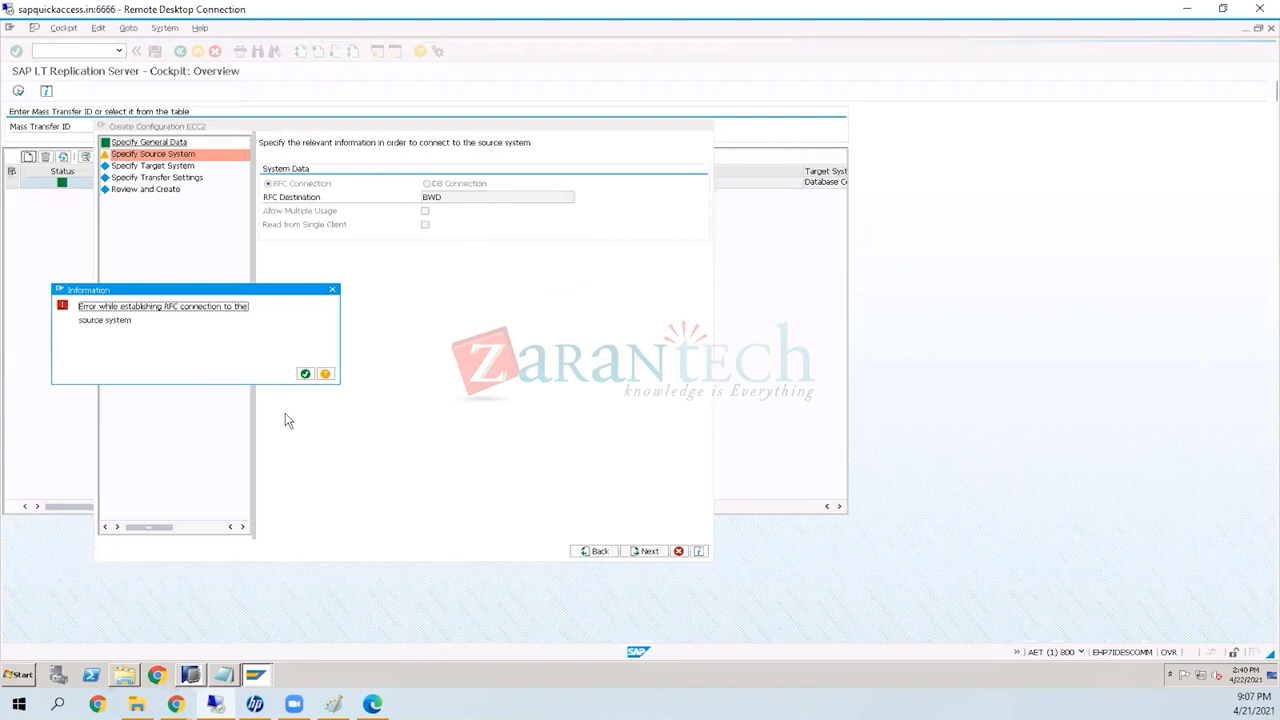 sapquickaccess.in:6666 - Remote Desktop Connection
Cockpit Edit Goto System Help
SAP LT Replication Server - Cockpit: Overview
Enter Mass Transfer ID or select it from the table
Mass Transfer ID
Status
Create Configuration ECC2
Specify General Data
Specify Source System
Specify Target System
Specify Transfer Settings
Review and Create
Specify the relevant information in order to connect to the source system
System Data
RFC Connection DB Connection
RFC Destination BWD
Allow Multiple Usage
Read from Single Client
Target Syst
Database C
Information
Error while establishing RFC connection to the
source system
ZARANTECH
knowledge is Everything
Back Next
SAP
AET (1) 800 EHP7IDESCOMM OVR
Start
2:40 PM
4/22/2021
9:07 PM
4/21/2021